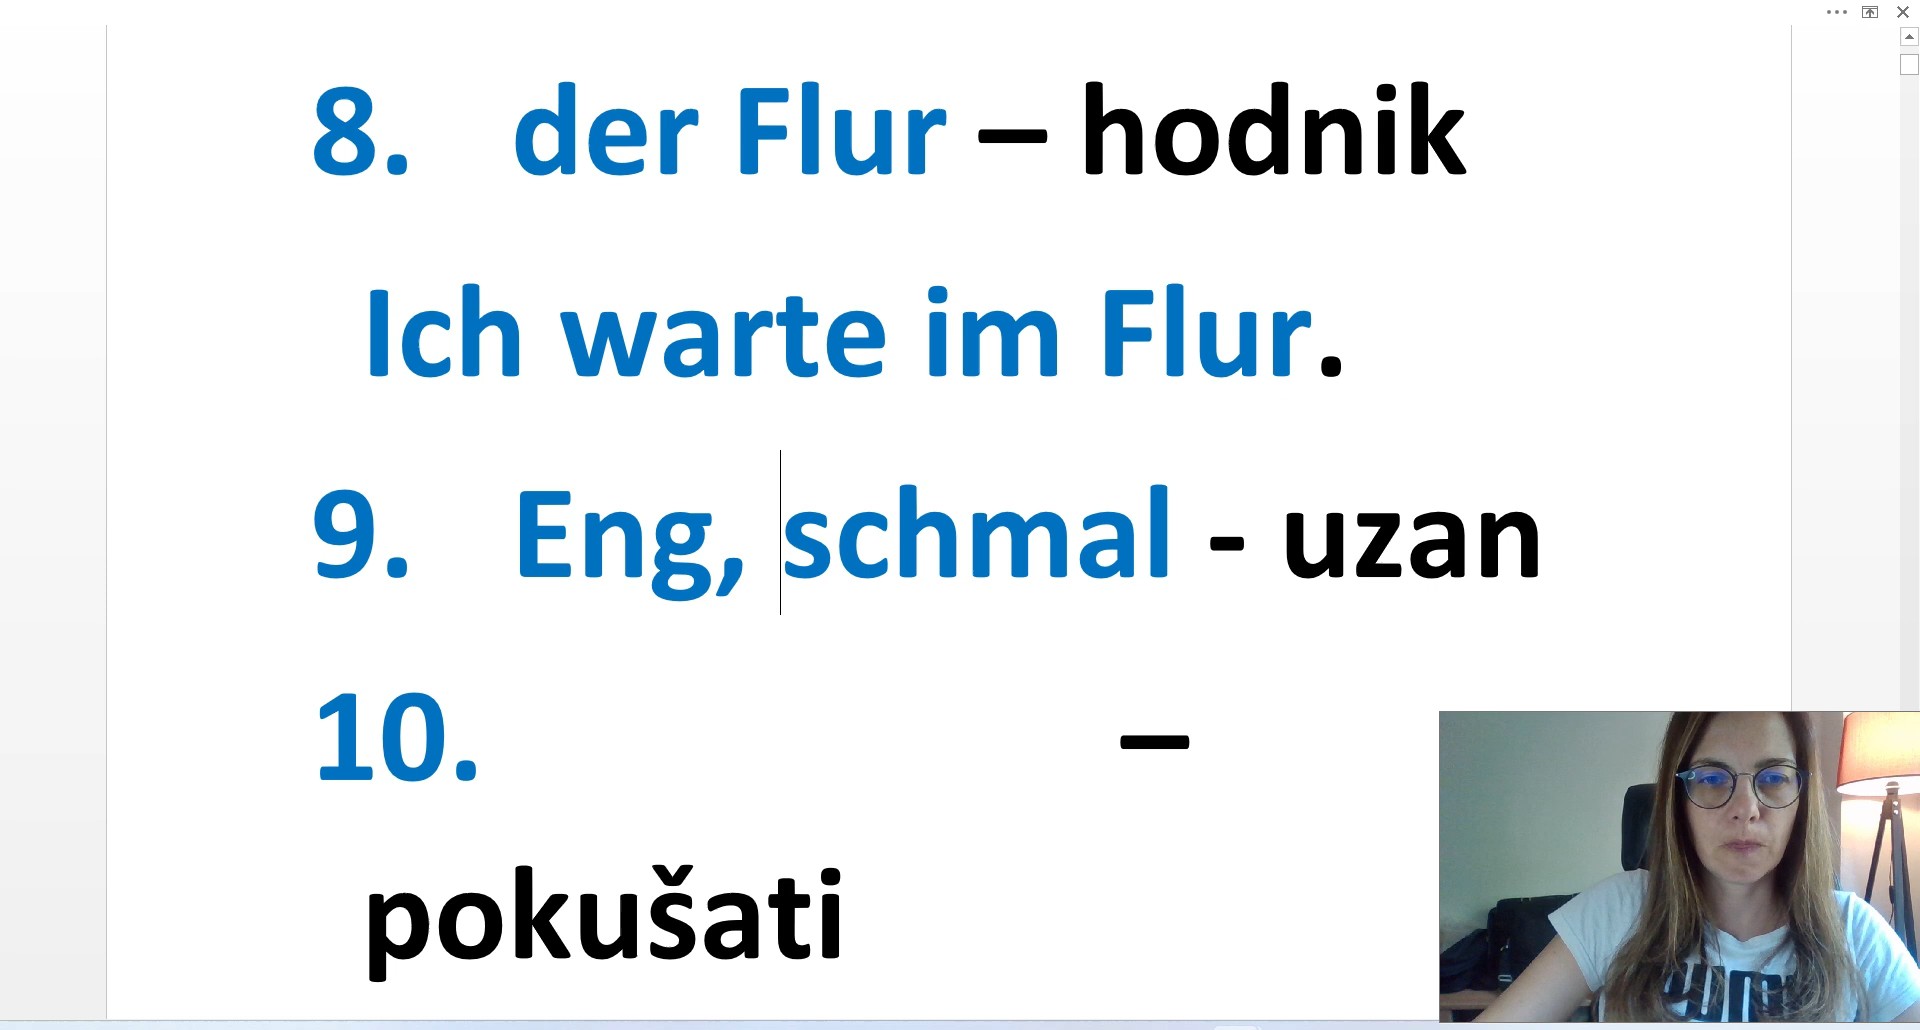 8. der Flur – hodnik
Ich warte im Flur.
9. Eng, schmal - uzan
10. –
pokušati